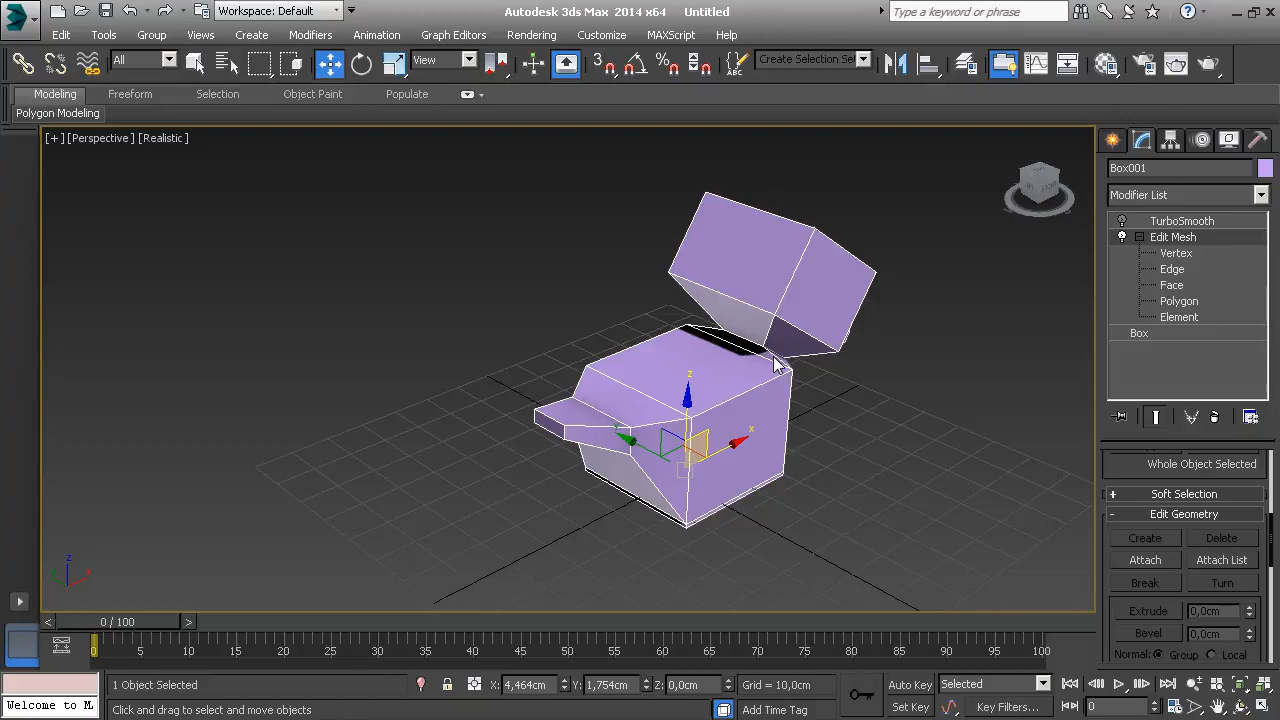 Workspace: Default
Autodesk 3ds Max 2014 x64 Untitled
Type a keyword or phrase
Edit Tools Group Views Create Modifiers Animation Graph Editors Rendering Customize MAXScript Help
All View 3 Create Selection Se
Modeling Freeform Selection Object Paint Populate
Polygon Modeling
[+] [Perspective] [Realistic]
Box001
Modifier List
TurboSmooth
Edit Mesh
Vertex
Edge
Face
Polygon
Element
Box
z
x
y
Whole Object Selected
+ Soft Selection
- Edit Geometry
Create Delete
Attach Attach List
Break Turn
Extrude 0,0cm
Bevel 0,0cm
Normal: Group Local
z
x
< 0 / 100 >
0 5 10 15 20 25 30 35 40 45 50 55 60 65 70 75 80 85 90 95 100
1 Object Selected X: 4,464cm Y: 1,754cm Z: 0,0cm Grid = 10,0cm Auto Key Selected
Welcome to M Click and drag to select and move objects Add Time Tag Set Key Key Filters... 0